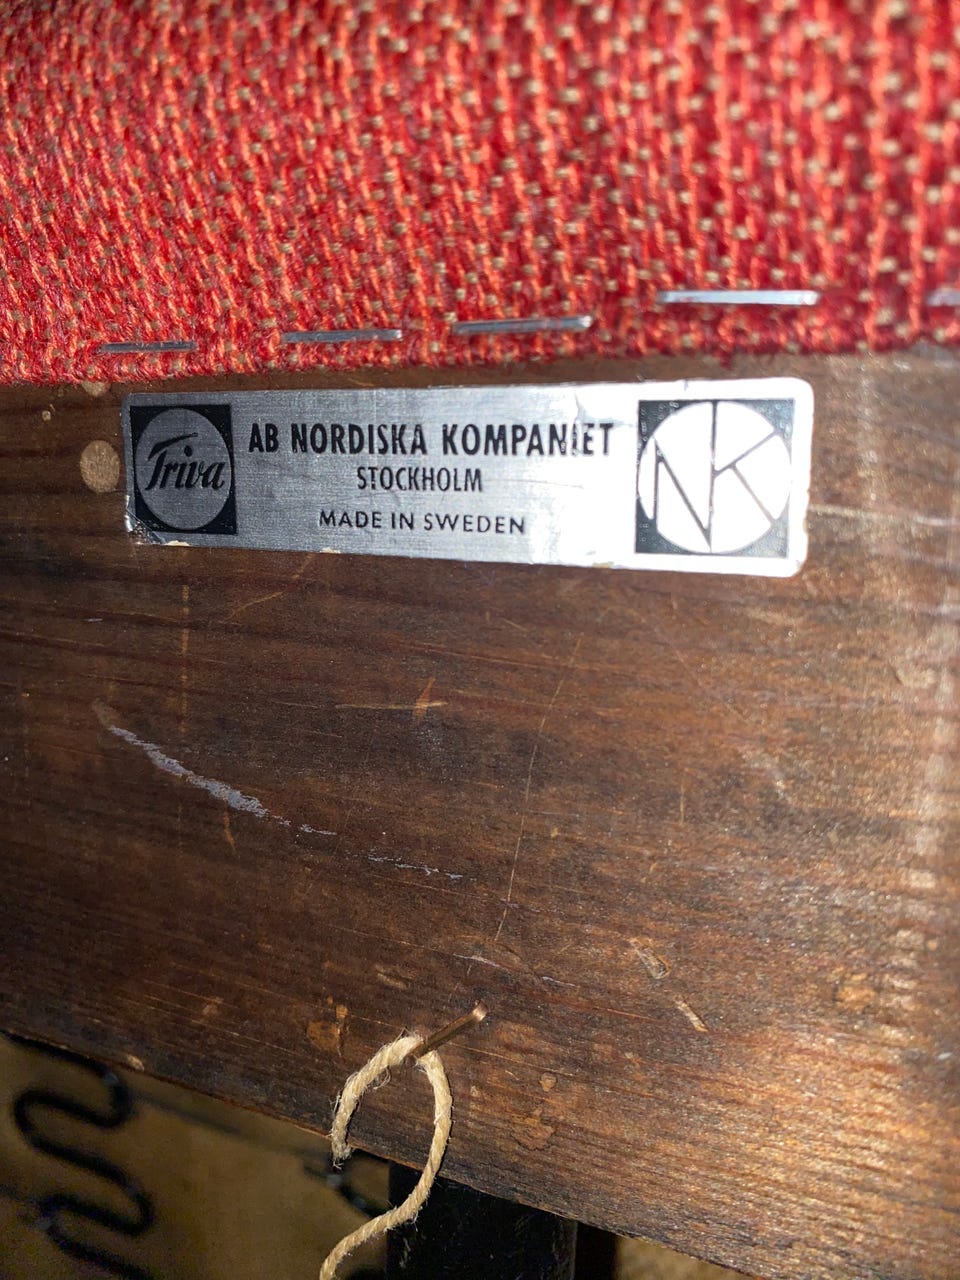 Triva
AB NORDISKA KOMPANIET
STOCKHOLM
MADE IN SWEDEN
NK